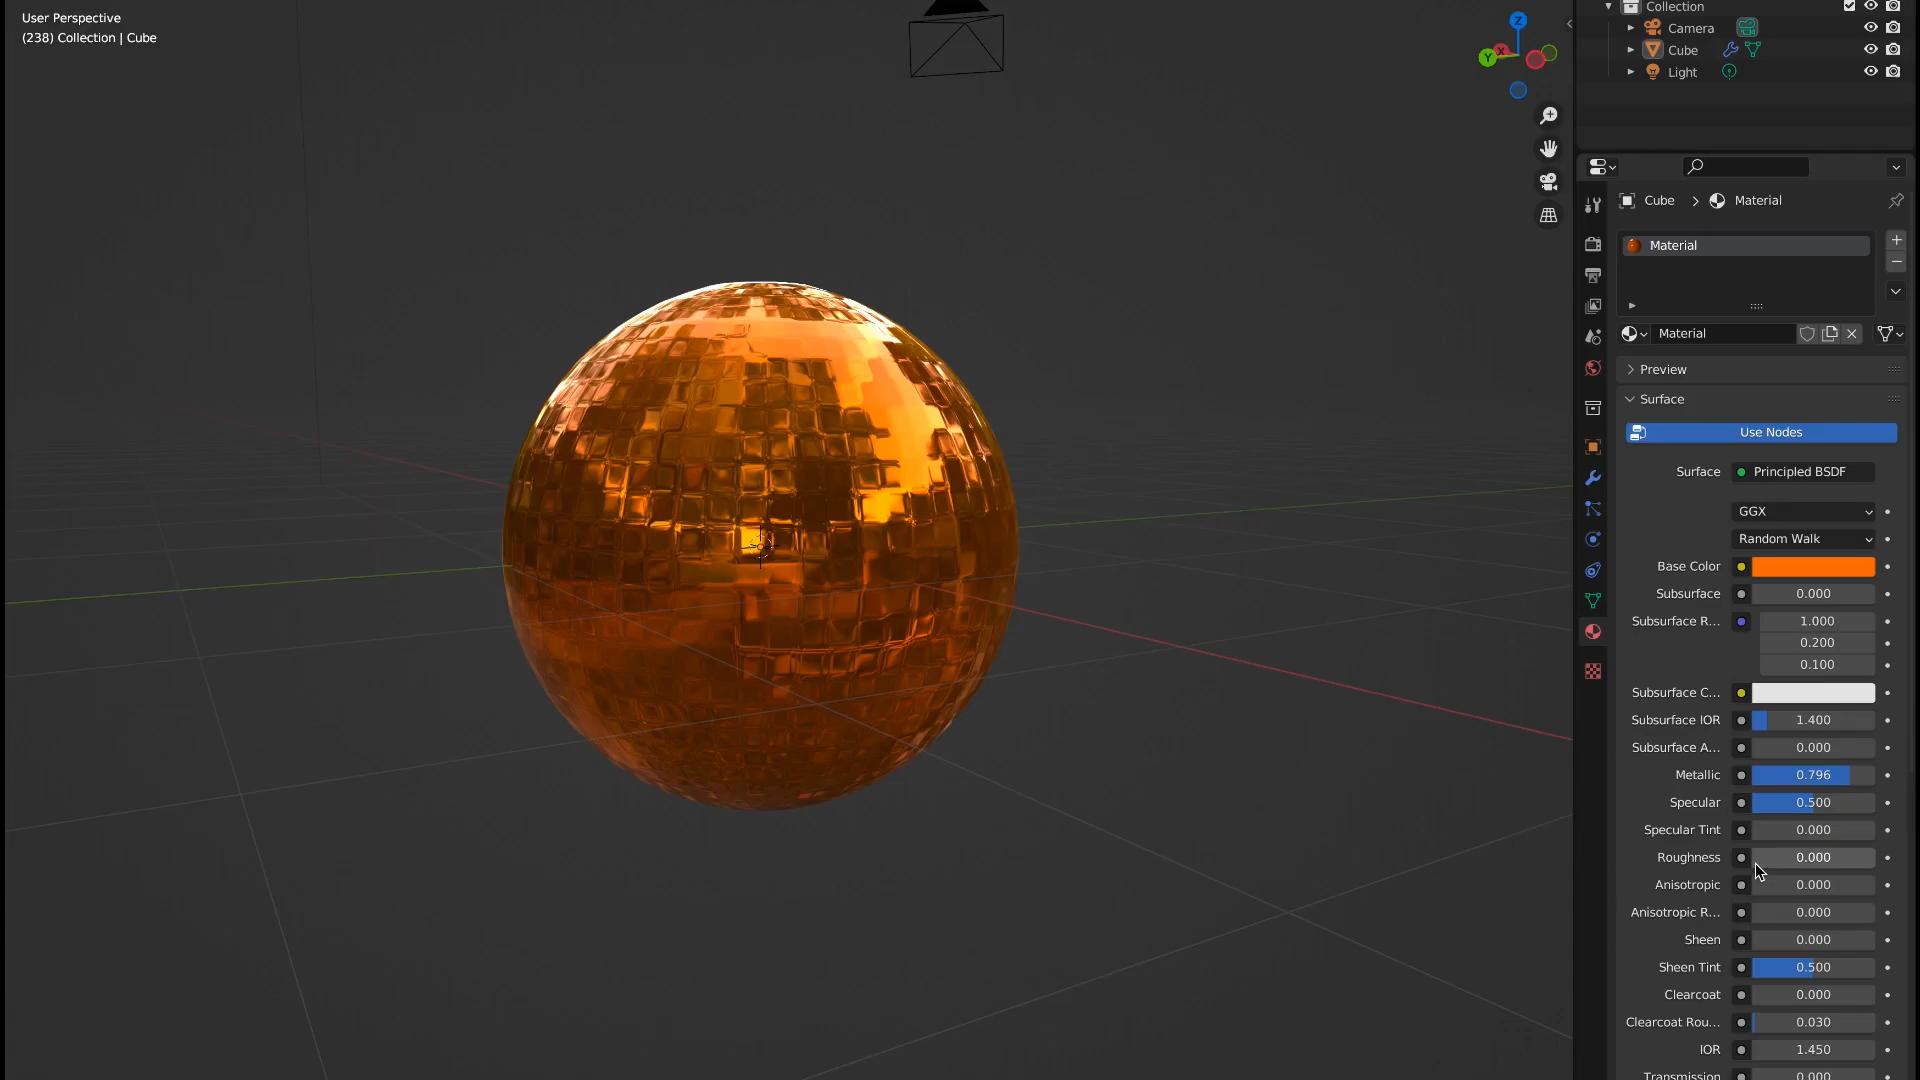 User Perspective
(238) Collection | Cube
Z
Y
X
Collection
Camera
Cube
Light
Cube > Material
Material
Material
Preview
Surface
Use Nodes
Surface Principled BSDF
GGX
Random Walk
Base Color
Subsurface 0.000
Subsurface R... 1.000
0.200
0.100
Subsurface C...
Subsurface IOR 1.400
Subsurface A... 0.000
Metallic 0.796
Specular 0.500
Specular Tint 0.000
Roughness 0.000
Anisotropic 0.000
Anisotropic R... 0.000
Sheen 0.000
Sheen Tint 0.500
Clearcoat 0.000
Clearcoat Rou... 0.030
IOR 1.450
Transmission 0.000